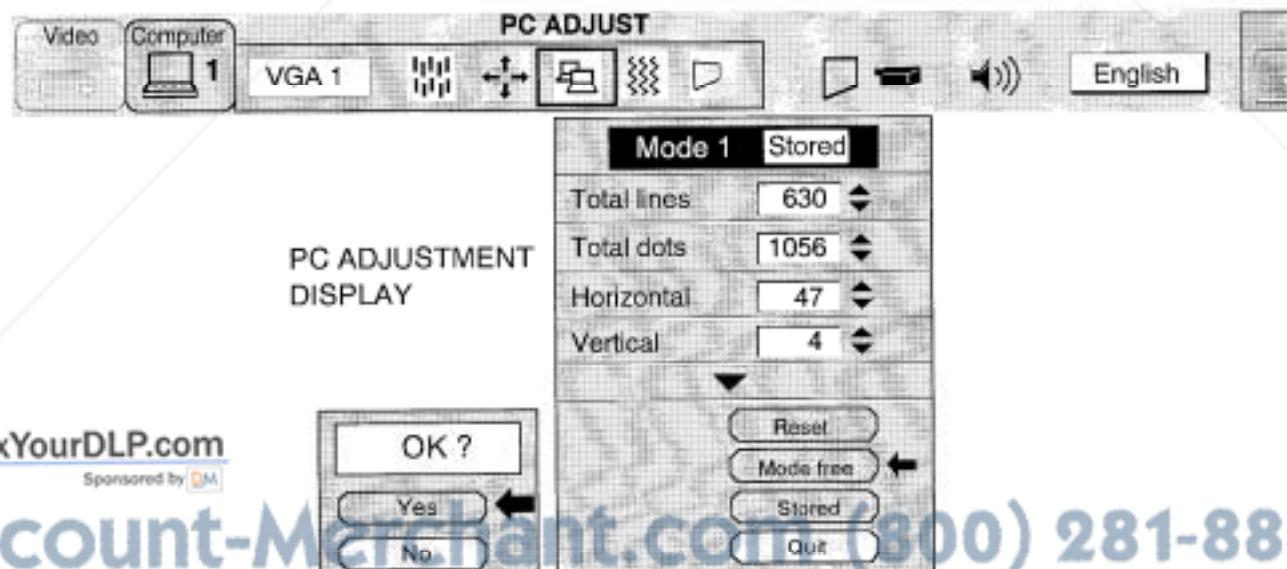 PC ADJUST
Video
Computer
1
VGA 1
English
Mode 1 Stored
Total lines 630
Total dots 1056
Horizontal 47
Vertical 4
PC ADJUSTMENT
DISPLAY
Reset
Mode free
Stored
Quit
OK ?
Yes
No
xYourDLP.com
Sponsored by DM
count-Merchant.com (800) 281-88